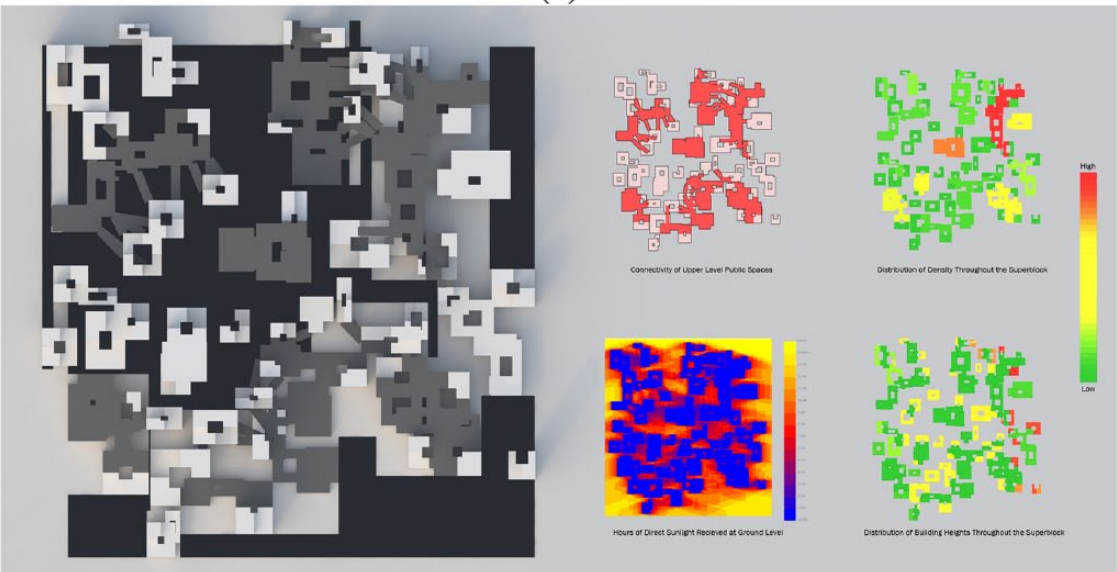 Connectivity of Upper Level Public Spaces
Distribution of Density Throughout the Superblock
High
Low
Hours of Direct Sunlight Recieved at Ground Level
Distribution of Building Heights Throughout the Superblock